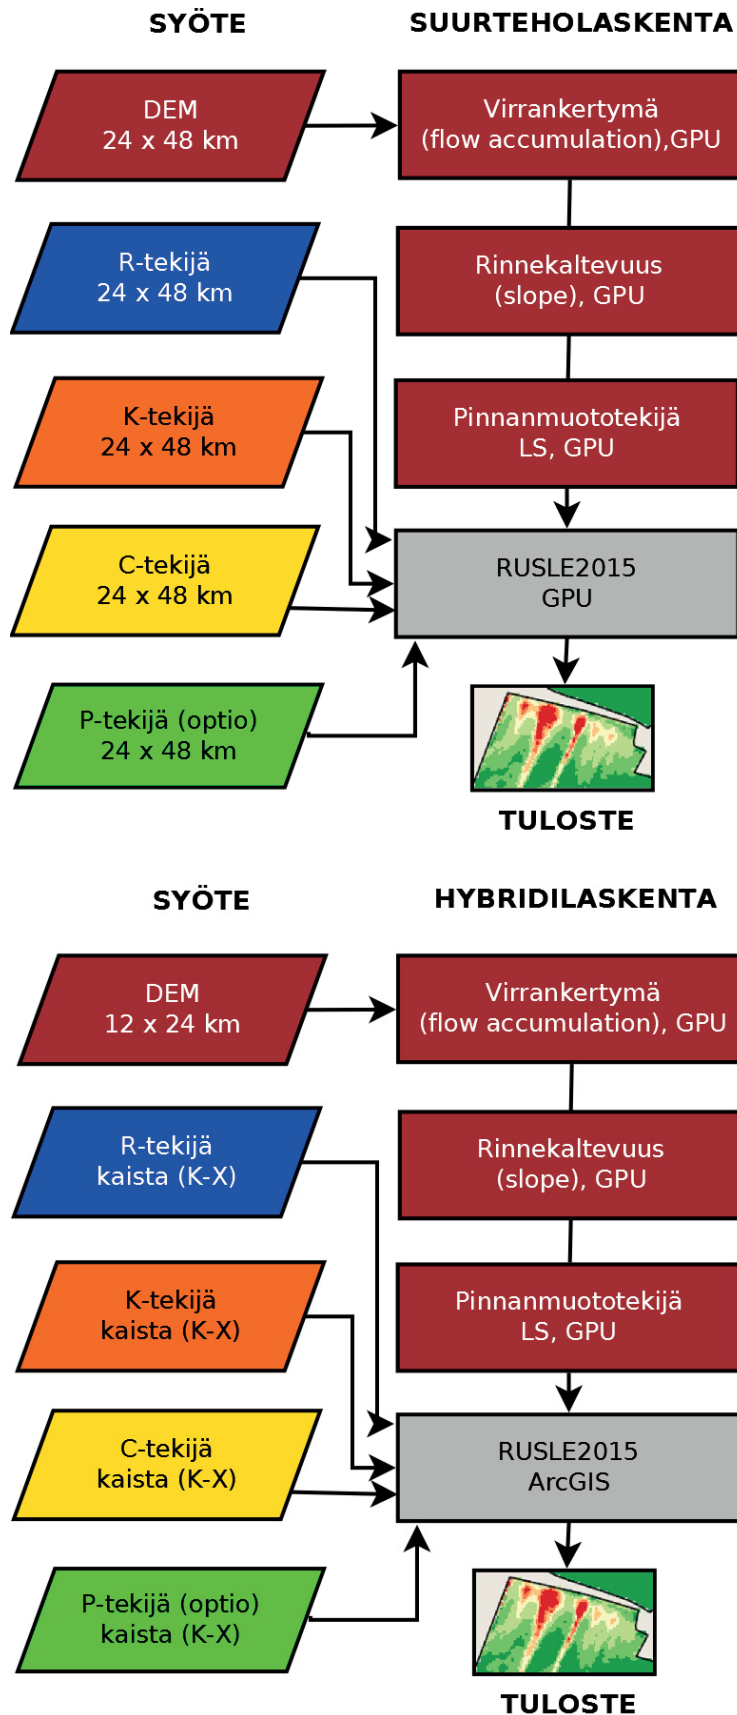 SYÖTE
SUURTEHOLASKENTA
DEM
24 x 48 km
Virrankertymä
(flow accumulation),GPU
R-tekijä
24 x 48 km
Rinnekaltevuus
(slope), GPU
K-tekijä
24 x 48 km
Pinnanmuototekijä
LS, GPU
C-tekijä
24 x 48 km
RUSLE2015
GPU
P-tekijä (optio)
24 x 48 km
TULOSTE
SYÖTE
HYBRIDILASKENTA
DEM
12 x 24 km
Virrankertymä
(flow accumulation), GPU
R-tekijä
kaista (K-X)
Rinnekaltevuus
(slope), GPU
K-tekijä
kaista (K-X)
Pinnanmuototekijä
LS, GPU
C-tekijä
kaista (K-X)
RUSLE2015
ArcGIS
P-tekijä (optio)
kaista (K-X)
TULOSTE